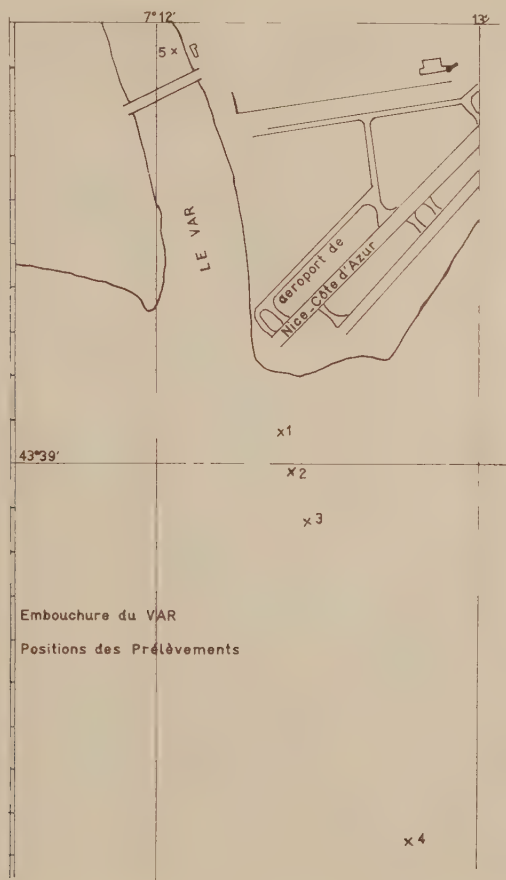 7°12'
13'
5 ×
LE VAR
aeroport de
Nice-Côte d'Azur
×1
43°39'
×2
×3
Embouchure du VAR
Positions des Prélèvements
×4